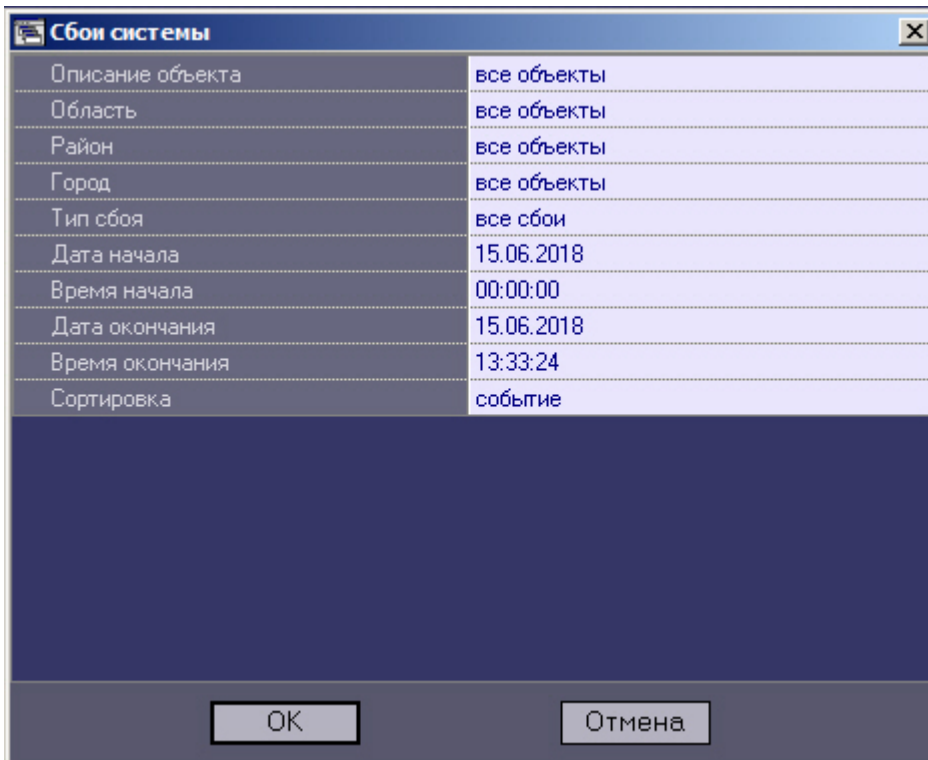 Сбои системы
Описание объекта все объекты
Область все объекты
Район все объекты
Город все объекты
Тип сбоя все сбои
Дата начала 15.06.2018
Время начала 00:00:00
Дата окончания 15.06.2018
Время окончания 13:33:24
Сортировка событие
OK Отмена